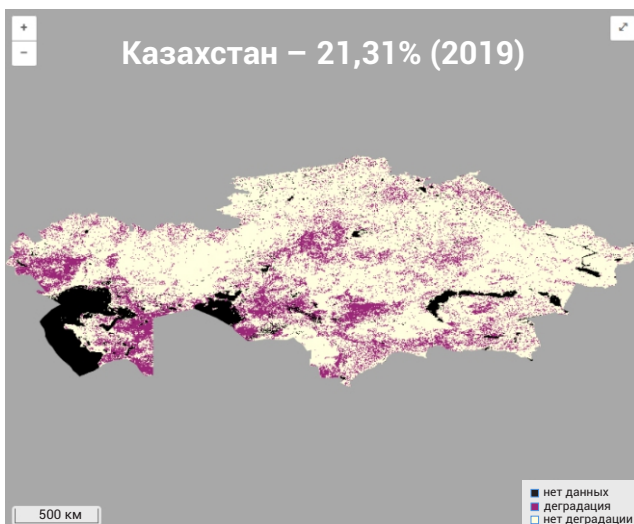 +
−
Казахстан – 21,31% (2019)
500 км
нет данных
деградация
нет деградации